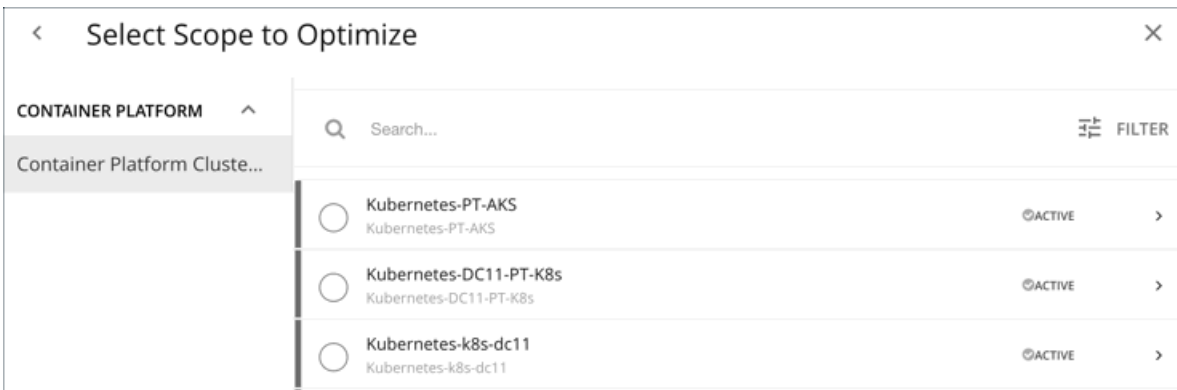 Select Scope to Optimize
CONTAINER PLATFORM
Container Platform Cluste...
Search...
FILTER
Kubernetes-PT-AKS
Kubernetes-PT-AKS
ACTIVE
Kubernetes-DC11-PT-K8s
Kubernetes-DC11-PT-K8s
ACTIVE
Kubernetes-k8s-dc11
Kubernetes-k8s-dc11
ACTIVE